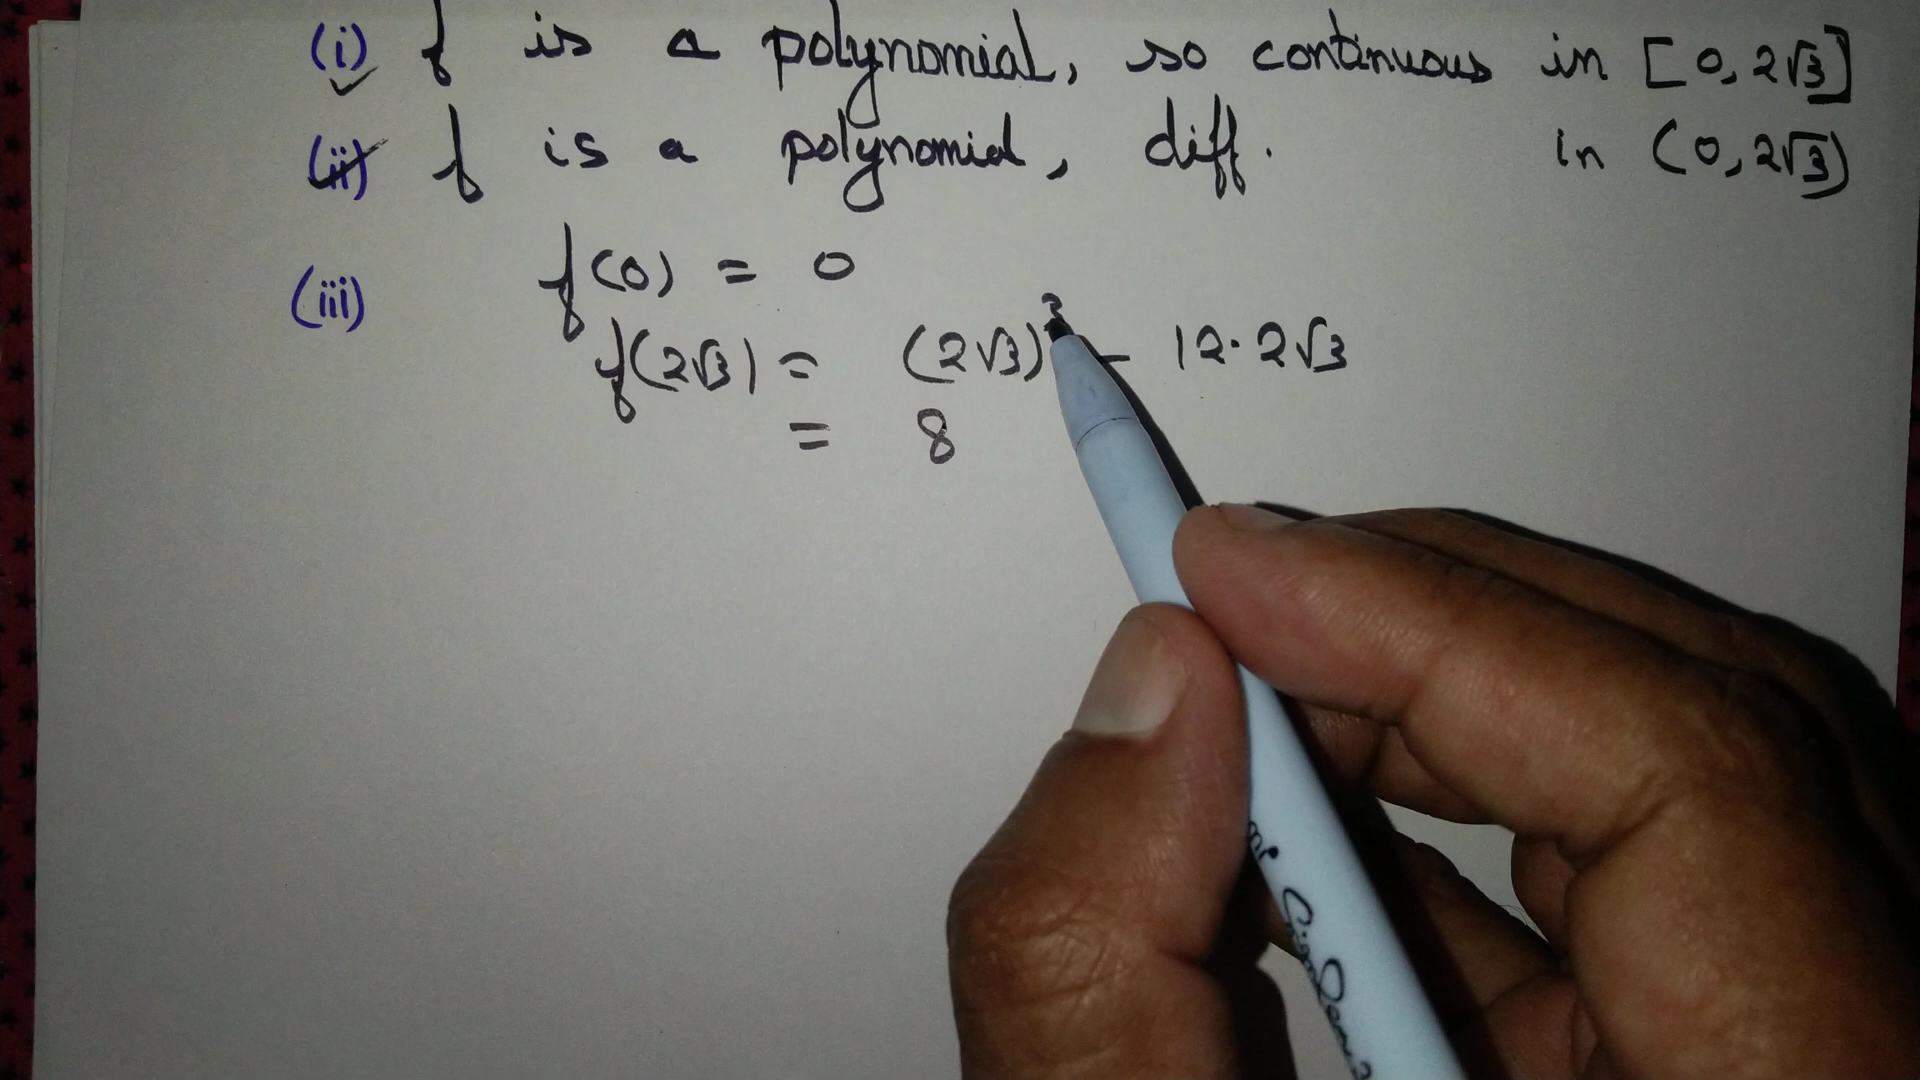 (i) f is a polynomial, so continuous in [0, 2√3]
(ii) f is a polynomial, diff. in (0, 2√3)
(iii) f(0) = 0
f(2√3) = (2√3)³ - 12·2√3
= 8